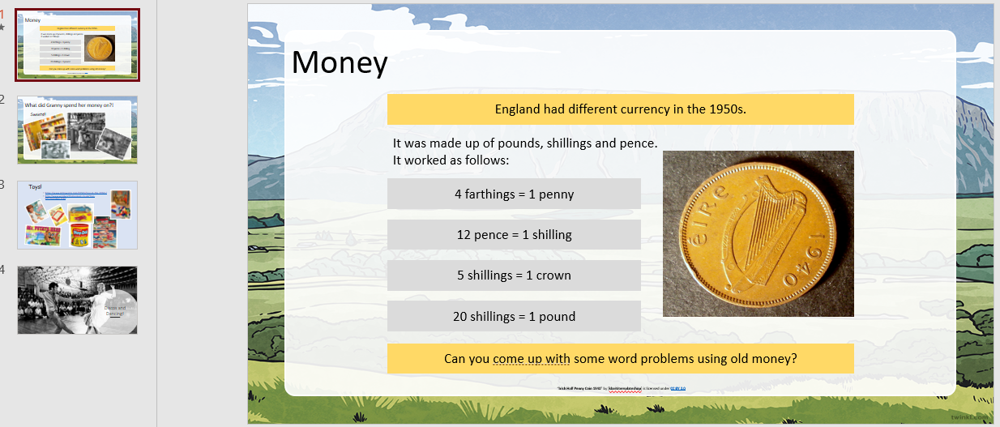 1
Money
2
What did Granny spend her money on?!
Sweets!
3
Toys!
4
Discos and
Dancing!
Money
England had different currency in the 1950s.
It was made up of pounds, shillings and pence.
It worked as follows:
4 farthings = 1 penny
12 pence = 1 shilling
5 shillings = 1 crown
20 shillings = 1 pound
ÉIRE
1940
Can you come up with some word problems using old money?
"Irish Half Penny Coin 1940" by is licensed under CC BY 2.0
twinkl.com